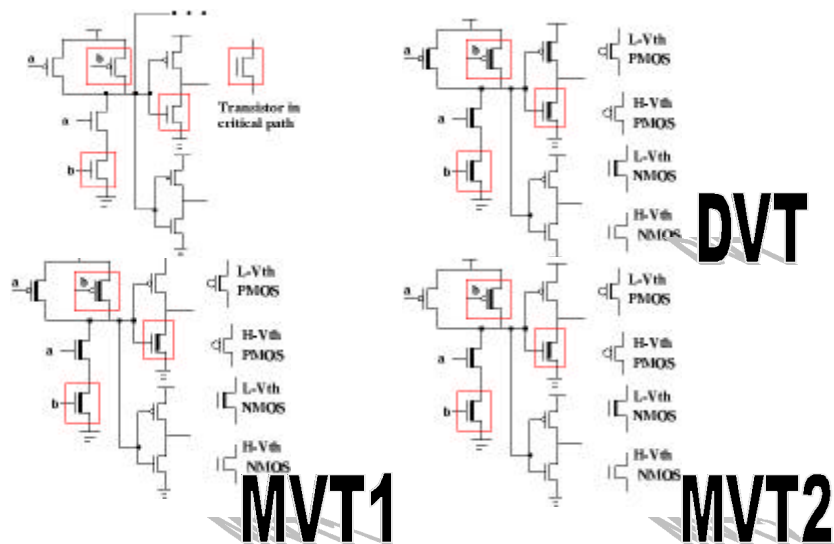 a
b
a
b
Transistor in
critical path
a
b
a
b
L-Vth
PMOS
H-Vth
PMOS
L-Vth
NMOS
H-Vth
NMOS
DVT
a
b
a
b
L-Vth
PMOS
H-Vth
PMOS
L-Vth
NMOS
H-Vth
NMOS
MVT1
a
b
a
b
L-Vth
PMOS
H-Vth
PMOS
L-Vth
NMOS
H-Vth
NMOS
MVT2